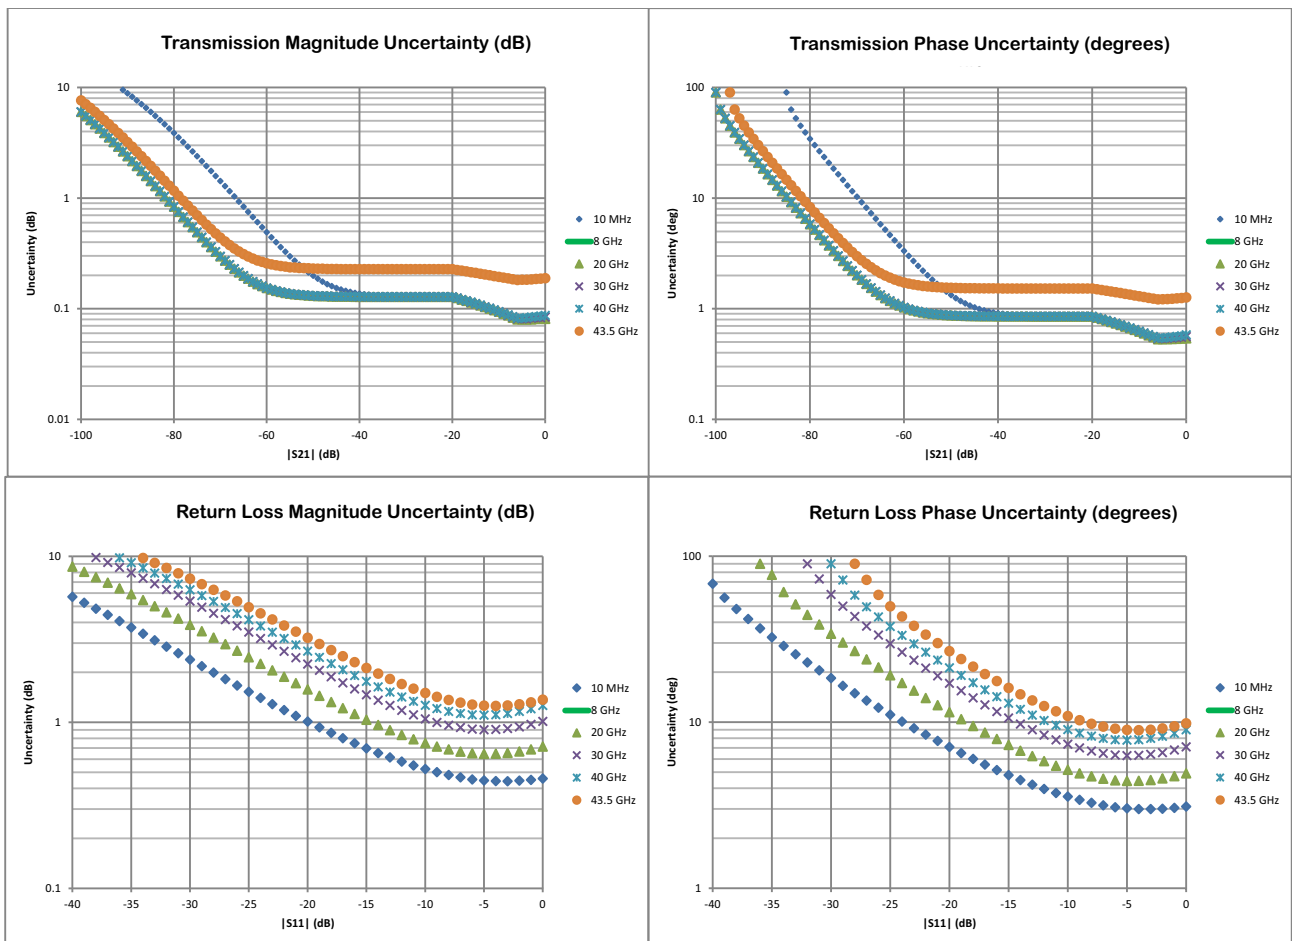 Transmission Magnitude Uncertainty (dB)
10
1
0.1
0.01
Uncertainty (dB)
-100
-80
-60
-40
-20
0
|S21| (dB)
10 MHz
8 GHz
20 GHz
30 GHz
40 GHz
43.5 GHz
Transmission Phase Uncertainty (degrees)
100
10
1
0.1
Uncertainty (deg)
-100
-80
-60
-40
-20
0
|S21| (dB)
10 MHz
8 GHz
20 GHz
30 GHz
40 GHz
43.5 GHz
Return Loss Magnitude Uncertainty (dB)
10
1
0.1
Uncertainty (dB)
-40
-35
-30
-25
-20
-15
-10
-5
0
|S11| (dB)
10 MHz
8 GHz
20 GHz
30 GHz
40 GHz
43.5 GHz
Return Loss Phase Uncertainty (degrees)
100
10
1
Uncertainty (deg)
-40
-35
-30
-25
-20
-15
-10
-5
0
|S11| (dB)
10 MHz
8 GHz
20 GHz
30 GHz
40 GHz
43.5 GHz